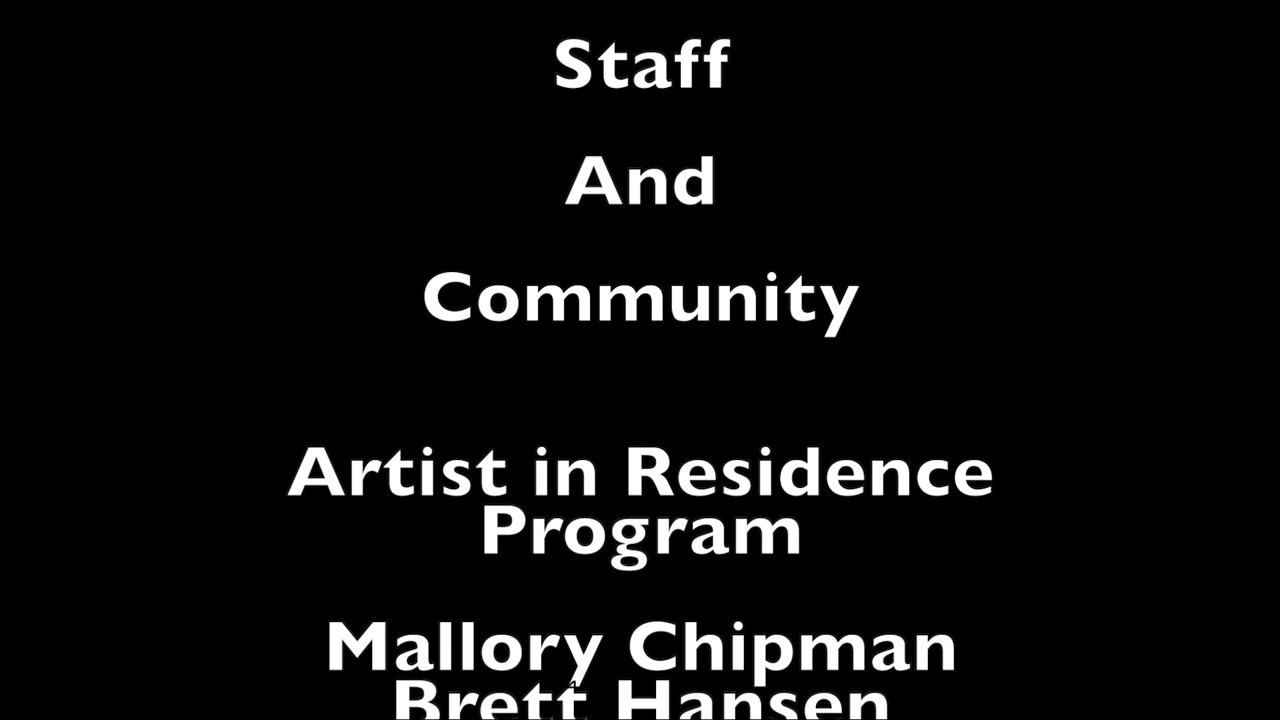 Staff
And
Community
Artist in Residence
Program
Mallory Chipman
Brett Hansen